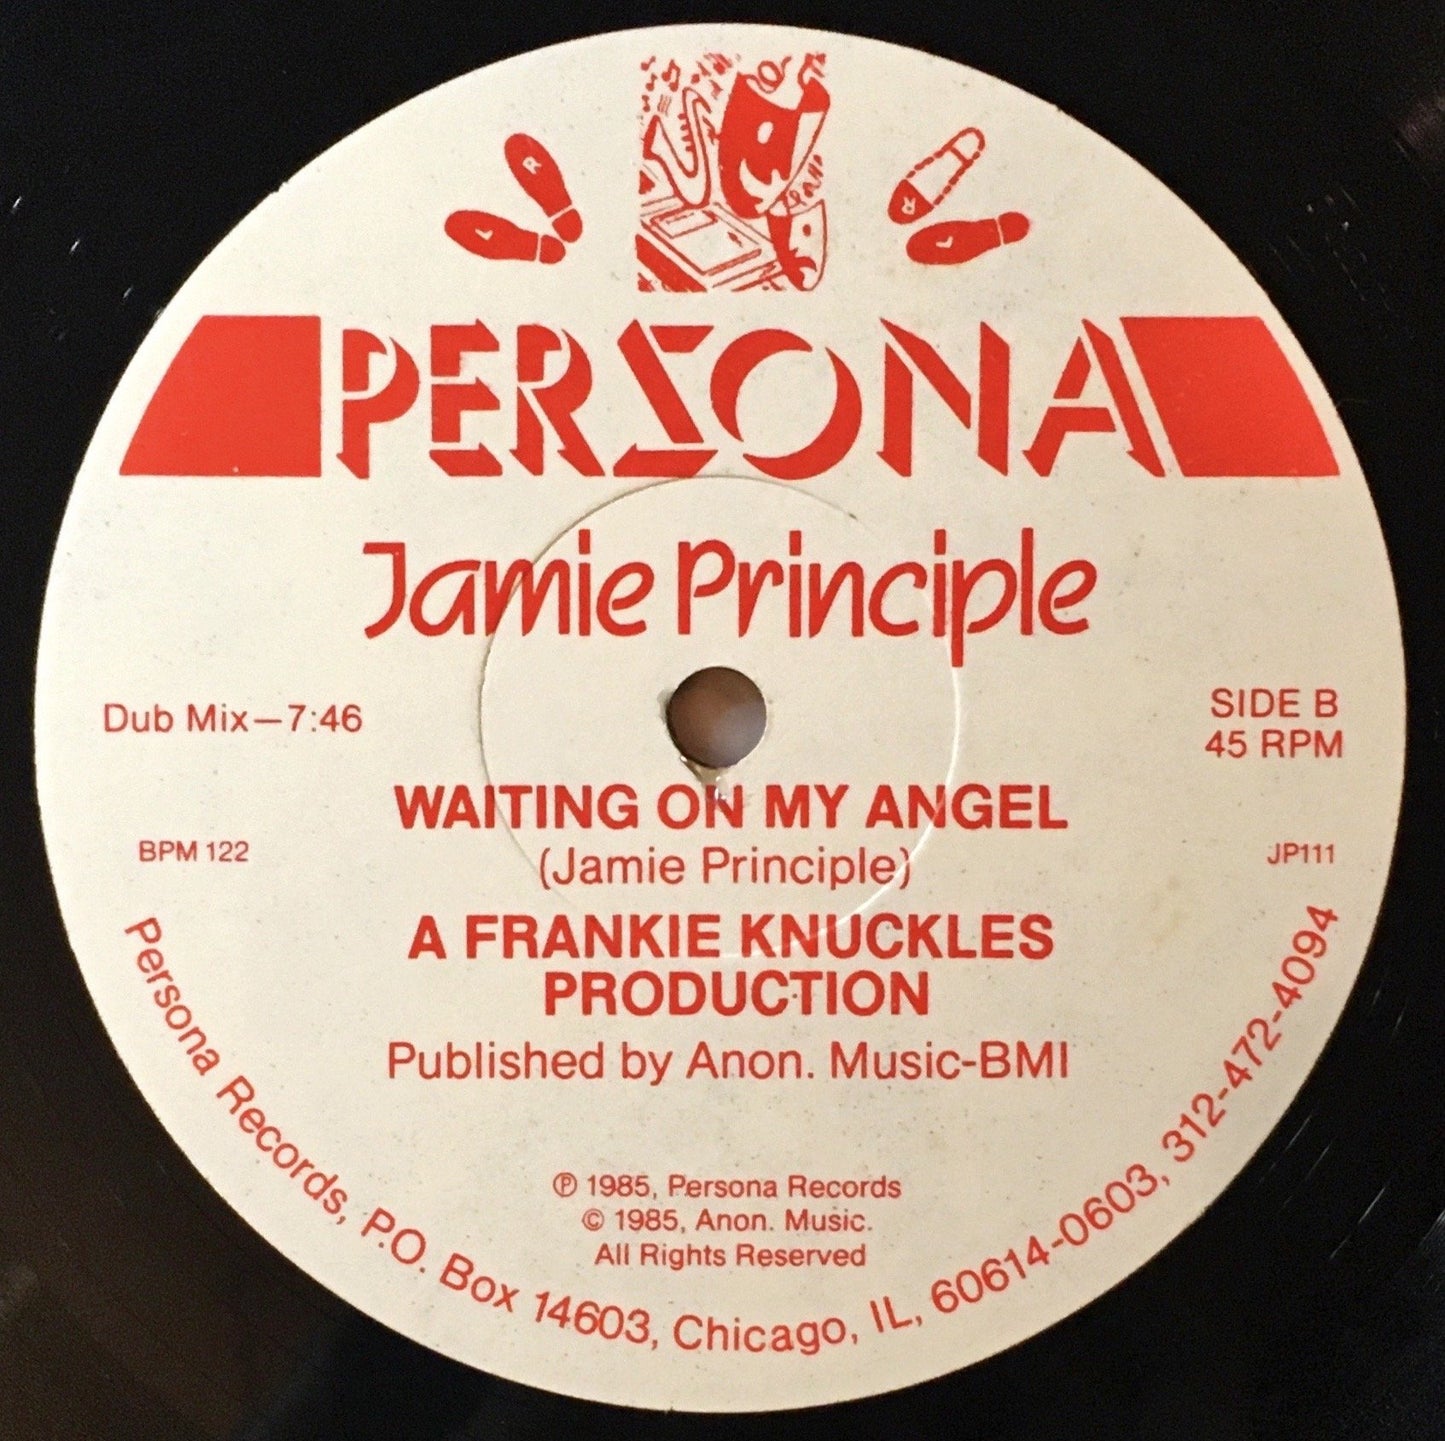 R
L
R
L
PERSONA
Jamie Principle
Dub Mix—7:46
SIDE B
45 RPM
WAITING ON MY ANGEL
(Jamie Principle)
BPM 122
JP111
A FRANKIE KNUCKLES
PRODUCTION
Published by Anon. Music-BMI
℗ 1985, Persona Records
© 1985, Anon. Music.
All Rights Reserved
Persona Records, P.O. Box 14603, Chicago, IL, 60614-0603, 312-472-4094